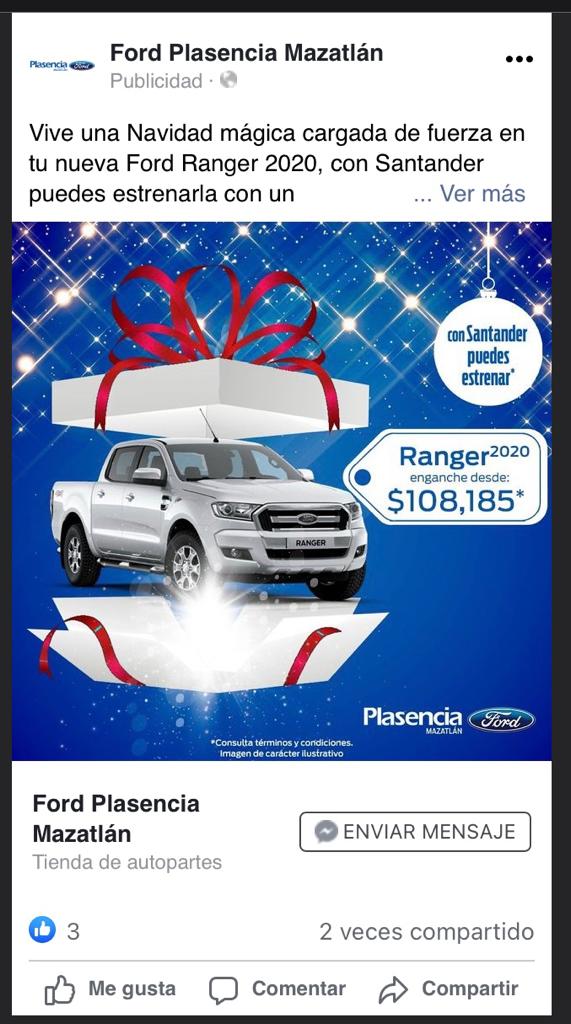 Plasencia Ford
Ford Plasencia Mazatlán
Publicidad ·
Vive una Navidad mágica cargada de fuerza en
tu nueva Ford Ranger 2020, con Santander
puedes estrenarla con un ... Ver más
con Santander
puedes
estrenar*
Ranger2020
enganche desde:
$108,185*
Ford
RANGER
Plasencia Ford
MAZATLÁN
*Consulta términos y condiciones.
Imagen de carácter ilustrativo
Ford Plasencia
Mazatlán
Tienda de autopartes
ENVIAR MENSAJE
3
2 veces compartido
Me gusta Comentar Compartir